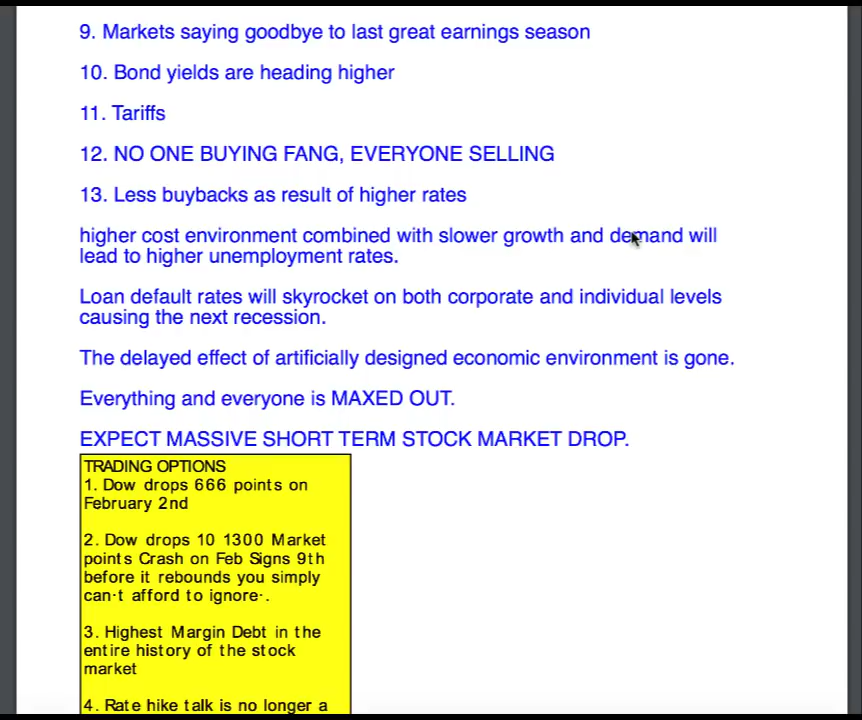 9. Markets saying goodbye to last great earnings season
10. Bond yields are heading higher
11. Tariffs
12. NO ONE BUYING FANG, EVERYONE SELLING
13. Less buybacks as result of higher rates
higher cost environment combined with slower growth and demand will
lead to higher unemployment rates.
Loan default rates will skyrocket on both corporate and individual levels
causing the next recession.
The delayed effect of artificially designed economic environment is gone.
Everything and everyone is MAXED OUT.
EXPECT MASSIVE SHORT TERM STOCK MARKET DROP.
TRADING OPTIONS
1. Dow drops 666 points on
February 2nd
2. Dow drops 10 1300 Market
points Crash on Feb Signs 9th
before it rebounds you simply
can·t afford to ignore·.
3. Highest Margin Debt in the
entire history of the stock
market
4. Rate hike talk is no longer a